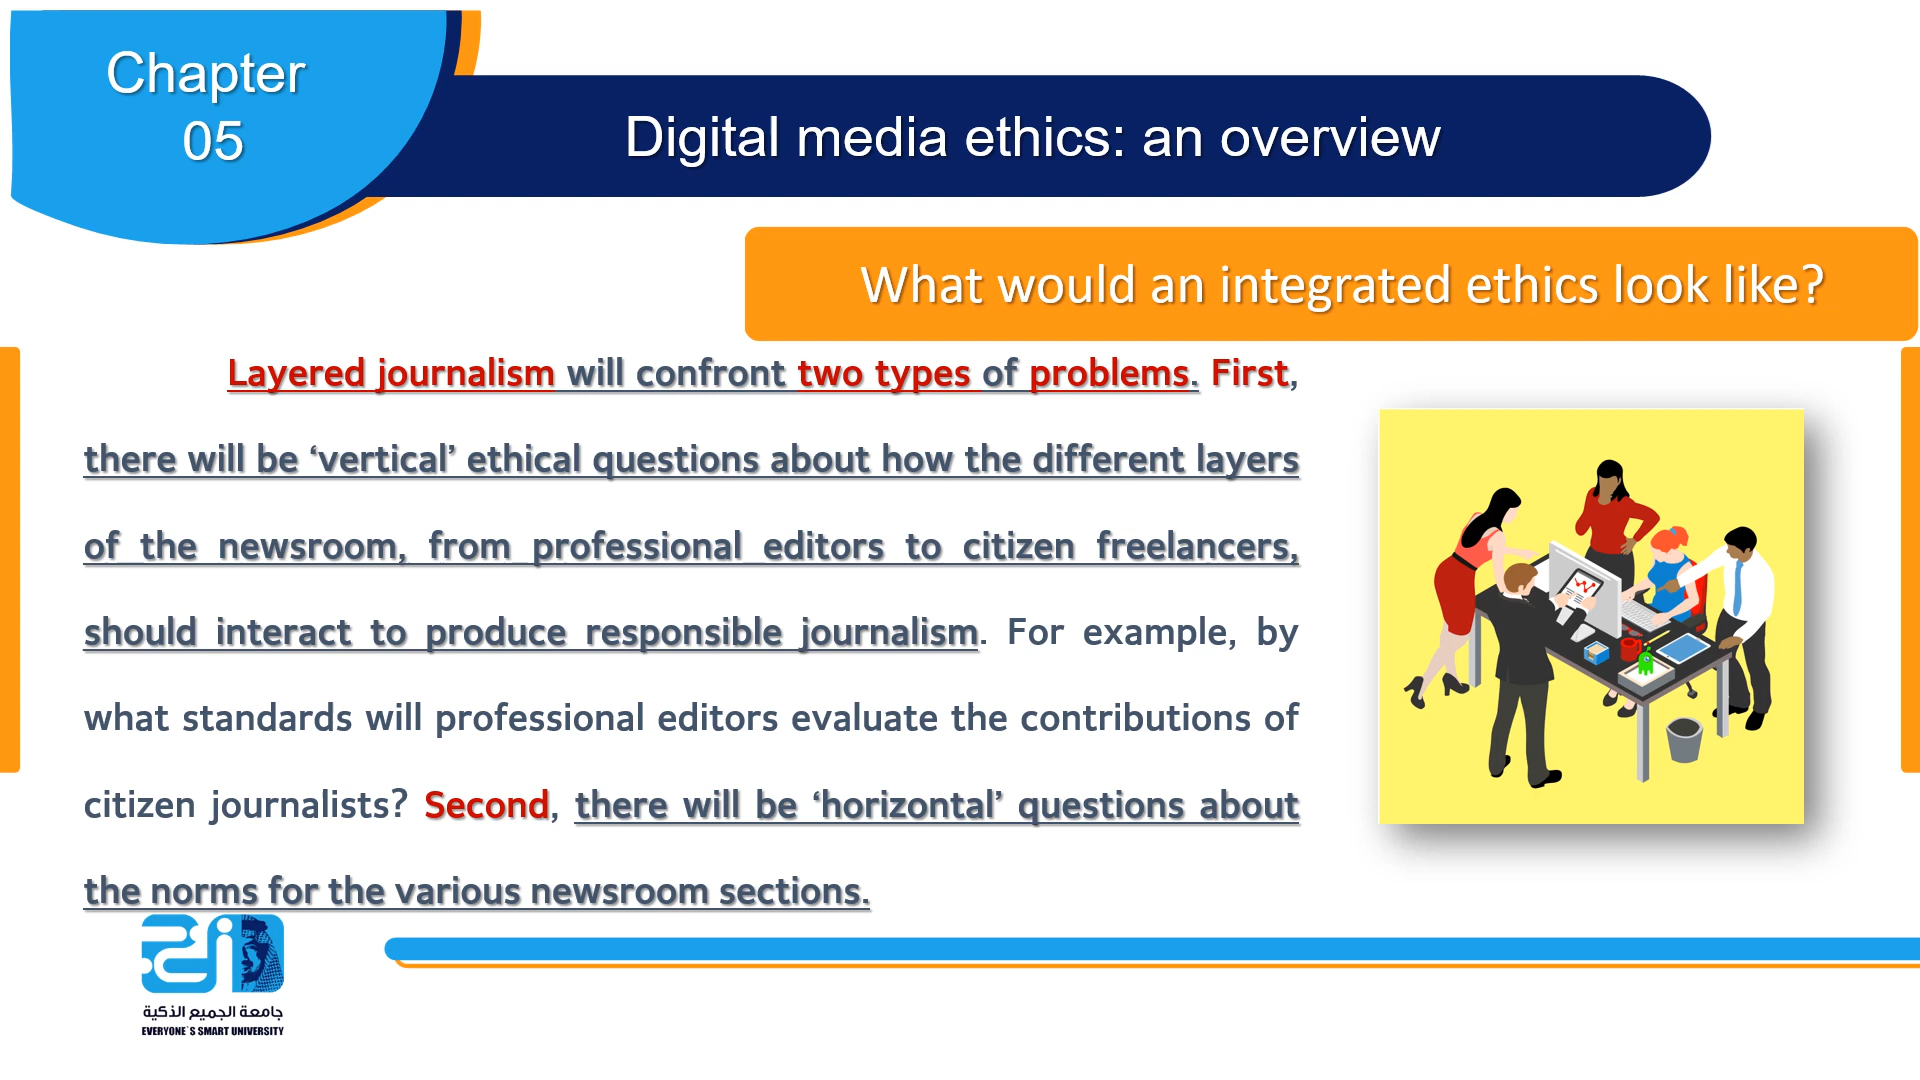 Chapter
05
Digital media ethics: an overview
What would an integrated ethics look like?
Layered journalism will confront two types of problems. First,
there will be ‘vertical’ ethical questions about how the different layers
of the newsroom, from professional editors to citizen freelancers,
should interact to produce responsible journalism. For example, by
what standards will professional editors evaluate the contributions of
citizen journalists? Second, there will be ‘horizontal’ questions about
the norms for the various newsroom sections.
جامعة الجميع الذكية
EVERYONE`S SMART UNIVERSITY